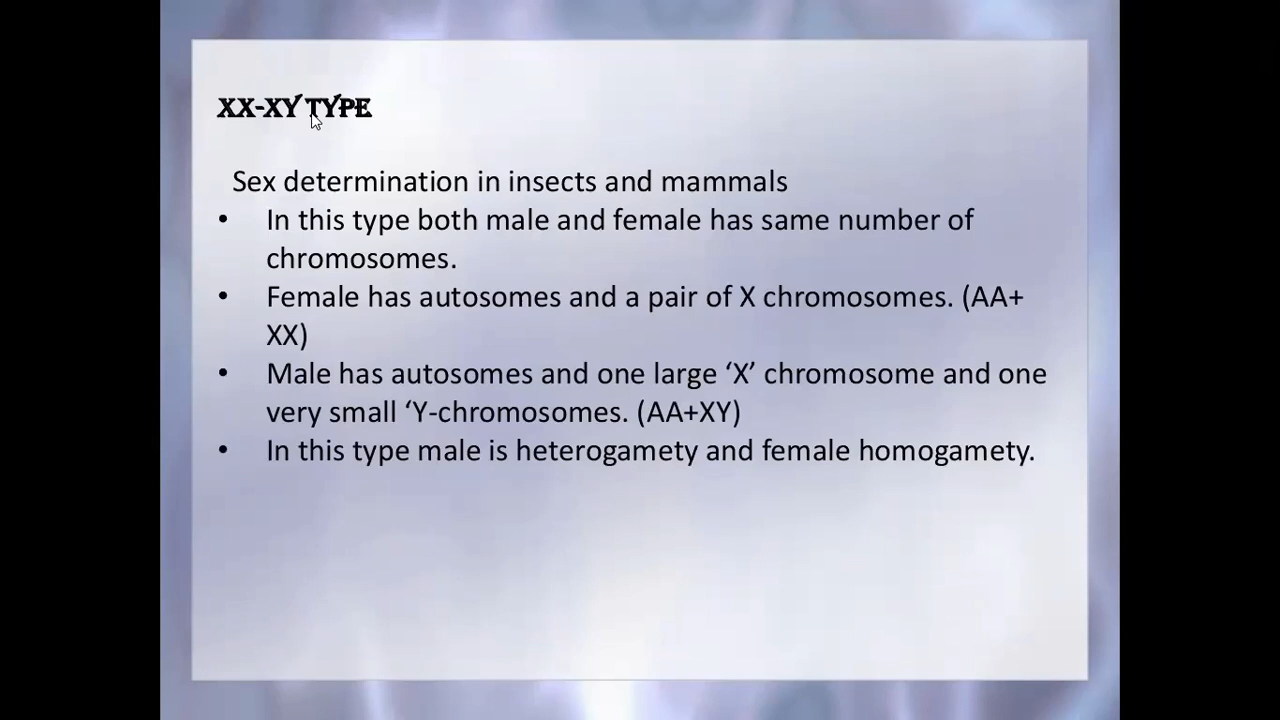 XX-XY TYPE
Sex determination in insects and mammals
• In this type both male and female has same number of
chromosomes.
• Female has autosomes and a pair of X chromosomes. (AA+
XX)
• Male has autosomes and one large ‘X’ chromosome and one
very small ‘Y-chromosomes. (AA+XY)
• In this type male is heterogamety and female homogamety.